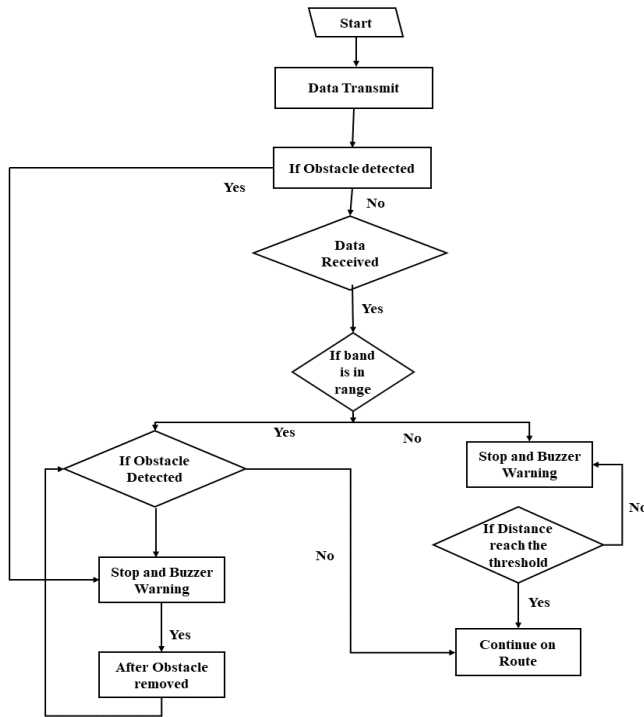 Start
Data Transmit
If Obstacle detected
Yes
No
Data
Received
Yes
If band
is in
range
Yes
No
If Obstacle
Detected
Stop and Buzzer
Warning
No
If Distance
reach the
threshold
No
Stop and Buzzer
Warning
Yes
Yes
Continue on
Route
After Obstacle
removed